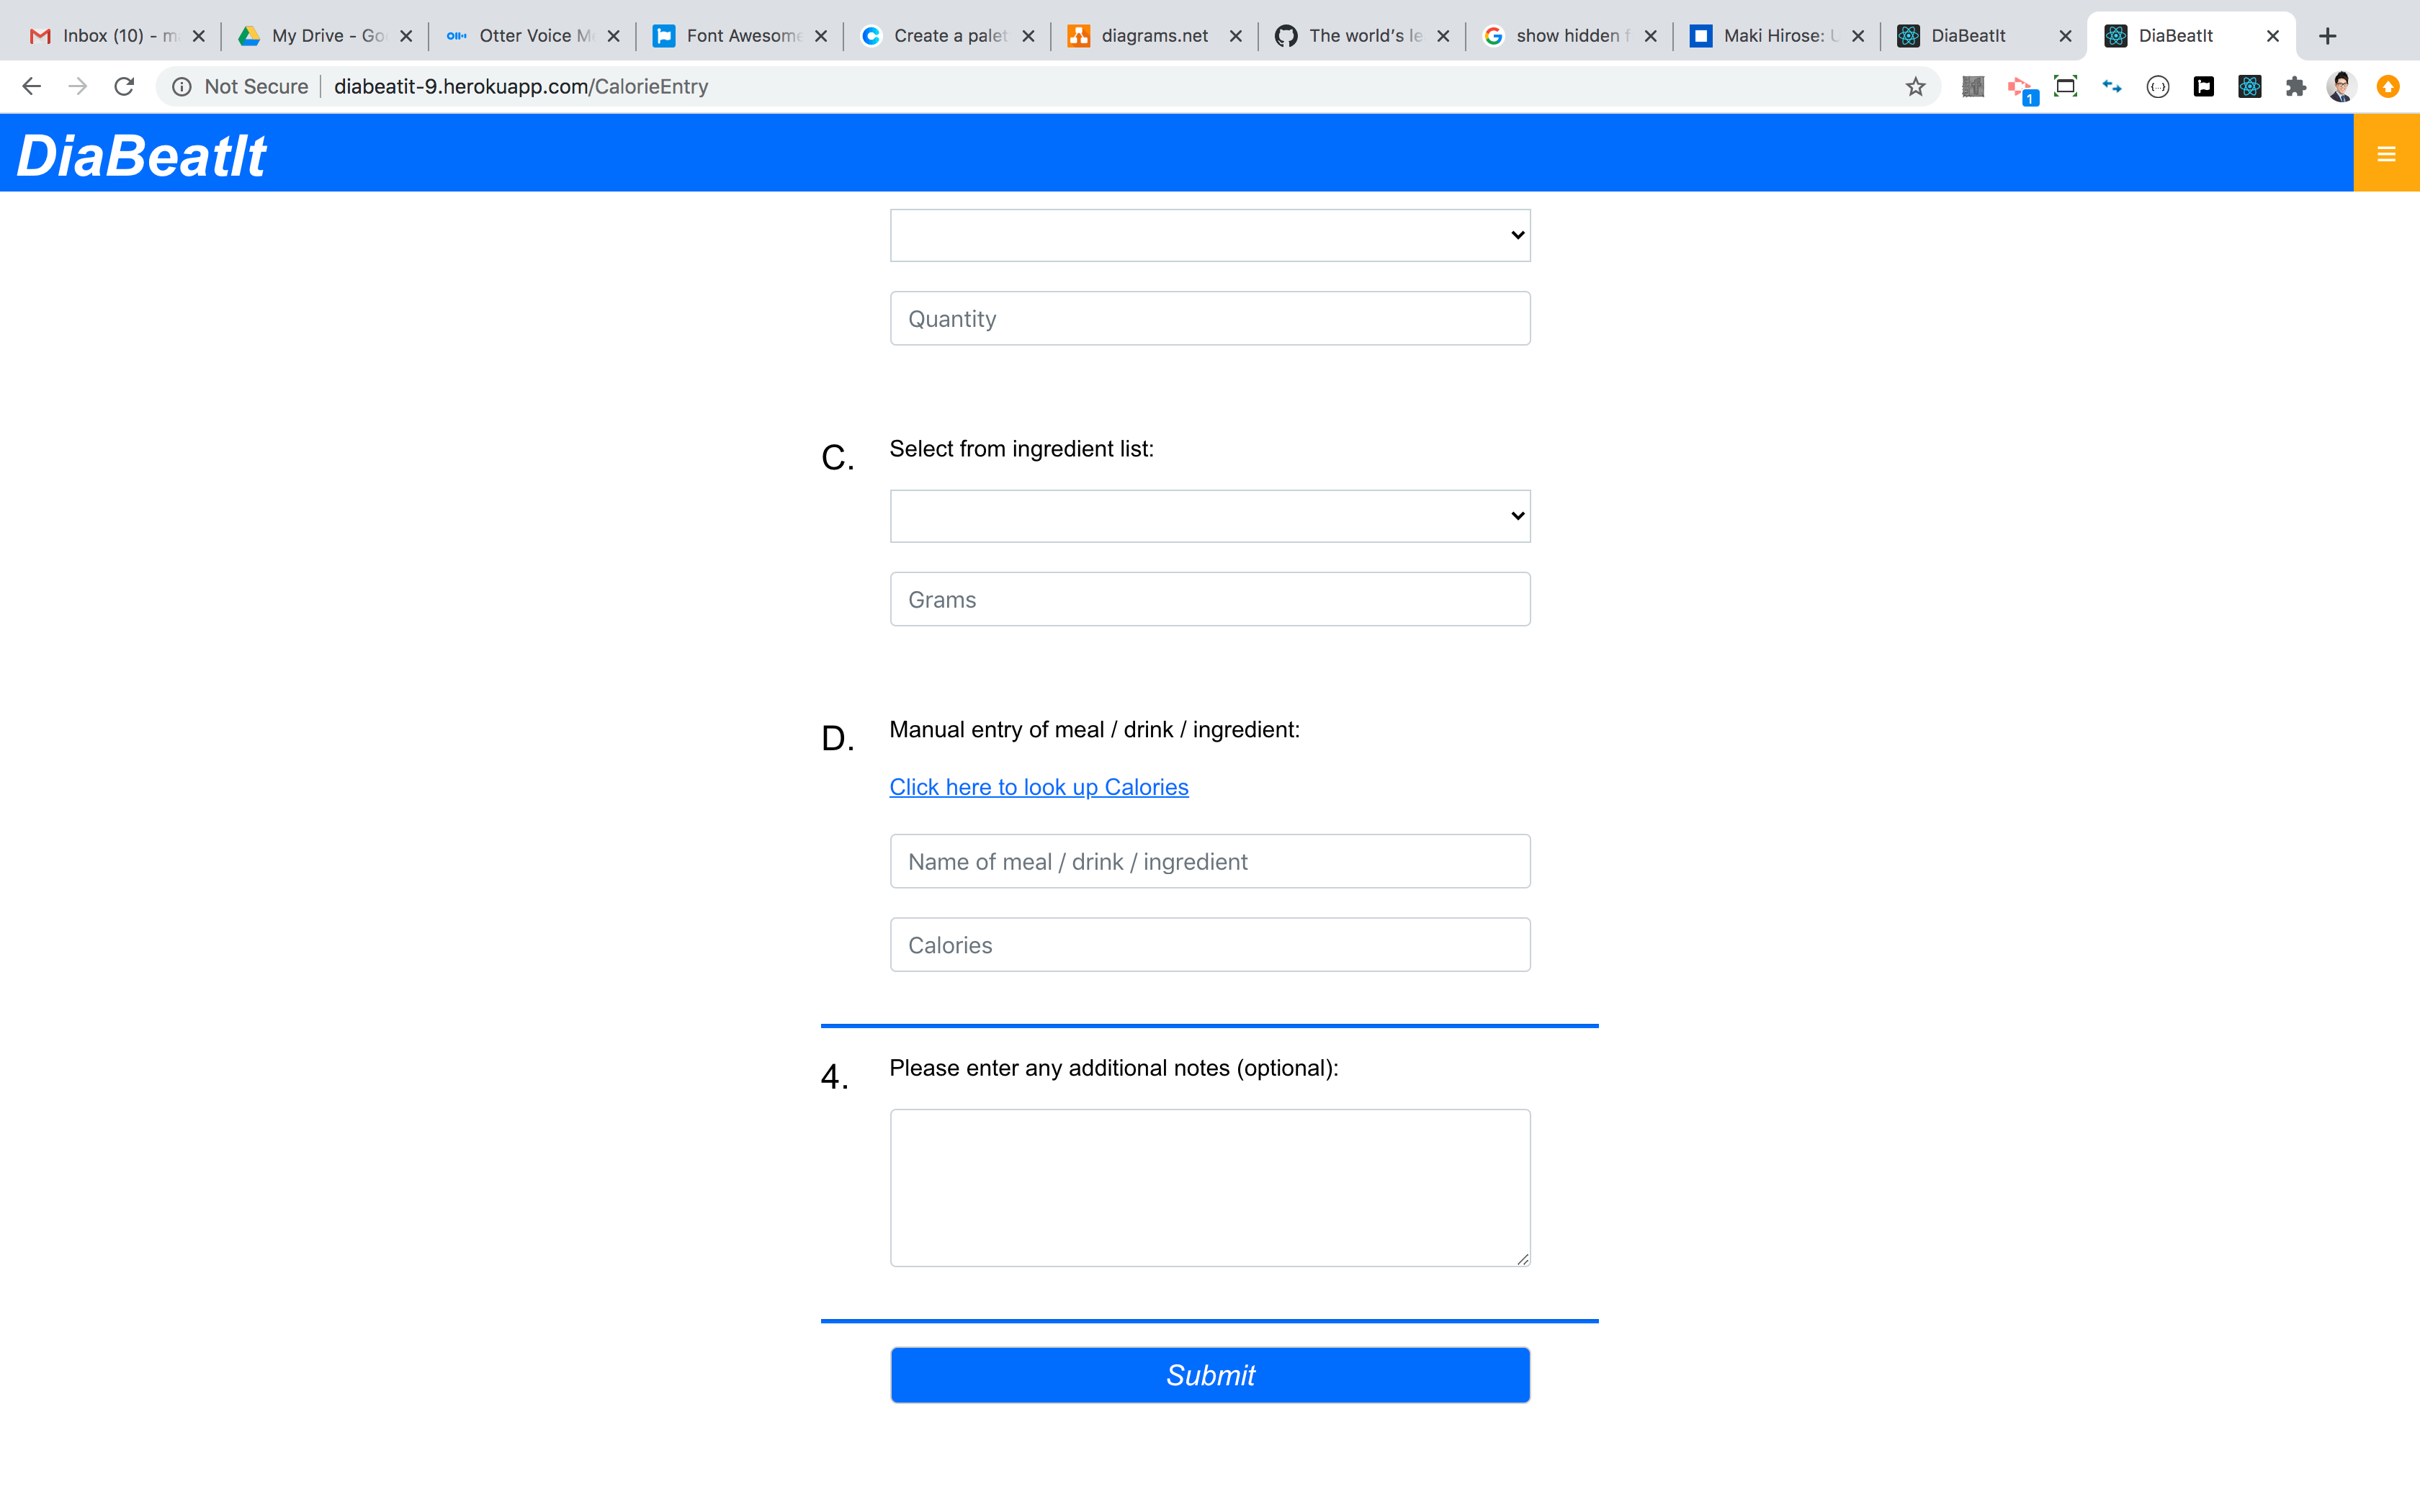 Inbox (10) - m
My Drive - Go
Otter Voice M
Font Awesome
Create a palet
diagrams.net
The world's le
show hidden f
Maki Hirose: U
DiaBeatIt
DiaBeatIt
Not Secure
diabeatit-9.herokuapp.com/CalorieEntry
1
DiaBeatIt
Quantity
C.
Select from ingredient list:
Grams
D.
Manual entry of meal / drink / ingredient:
Click here to look up Calories
Name of meal / drink / ingredient
Calories
4.
Please enter any additional notes (optional):
Submit